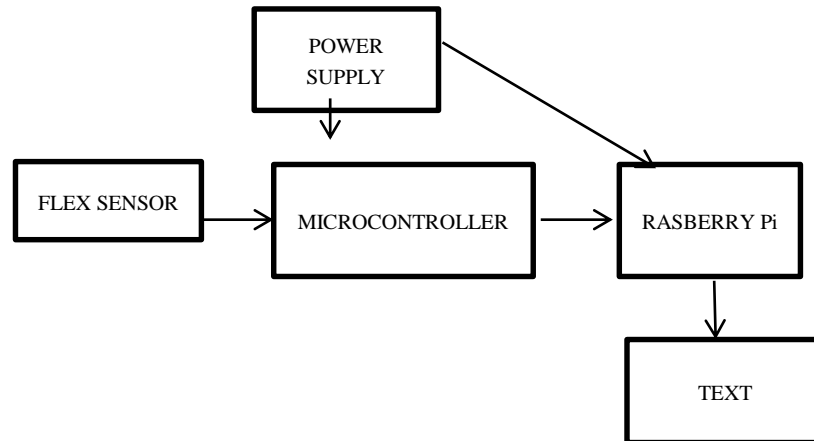 POWER
SUPPLY
FLEX SENSOR
MICROCONTROLLER
RASBERRY Pi
TEXT